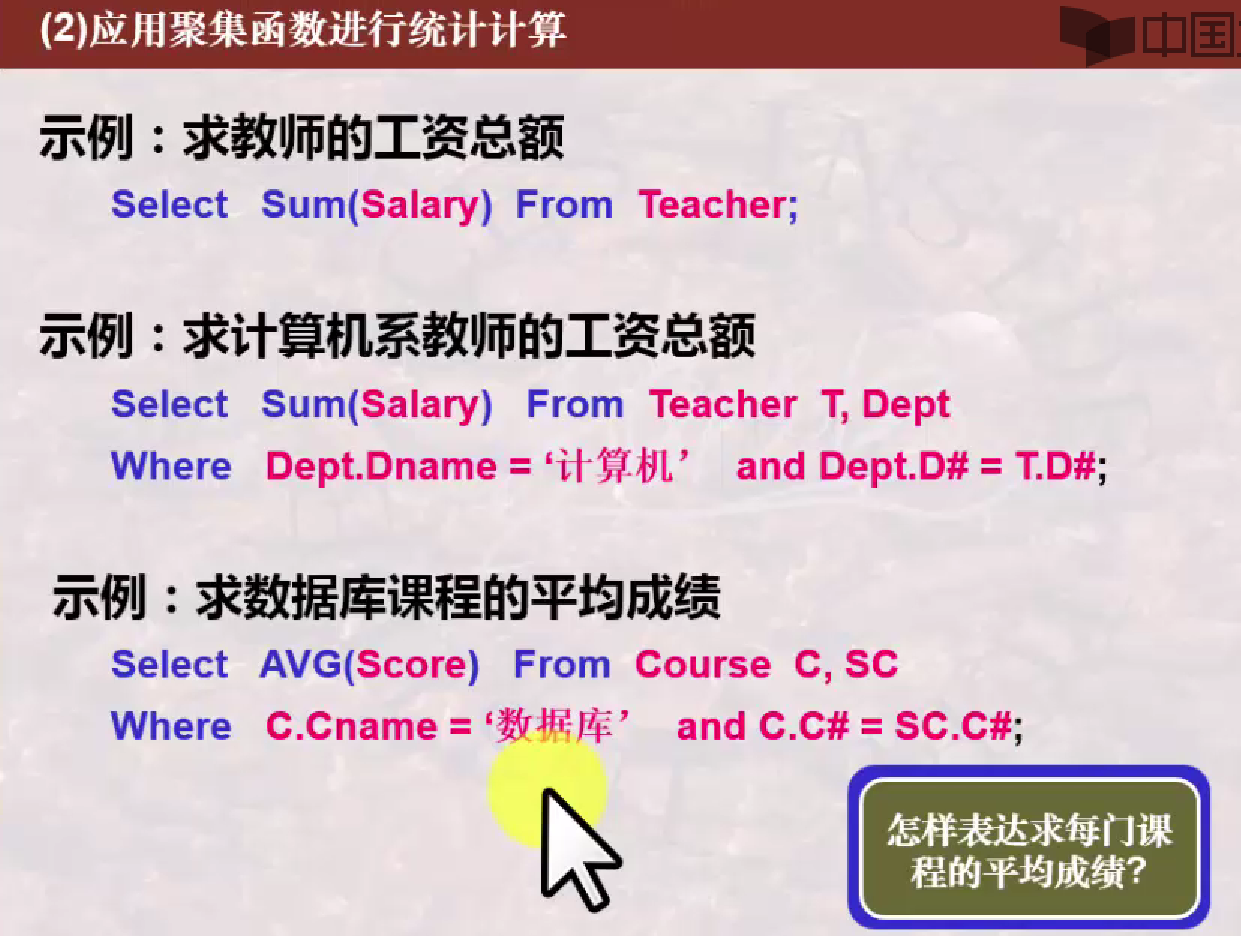 (2)应用聚集函数进行统计计算
中国
示例：求教师的工资总额
Select Sum(Salary) From Teacher;
示例：求计算机系教师的工资总额
Select Sum(Salary) From Teacher T, Dept
Where Dept.Dname = ‘计算机’ and Dept.D# = T.D#;
示例：求数据库课程的平均成绩
Select AVG(Score) From Course C, SC
Where C.Cname = ‘数据库’ and C.C# = SC.C#;
怎样表达求每门课
程的平均成绩?